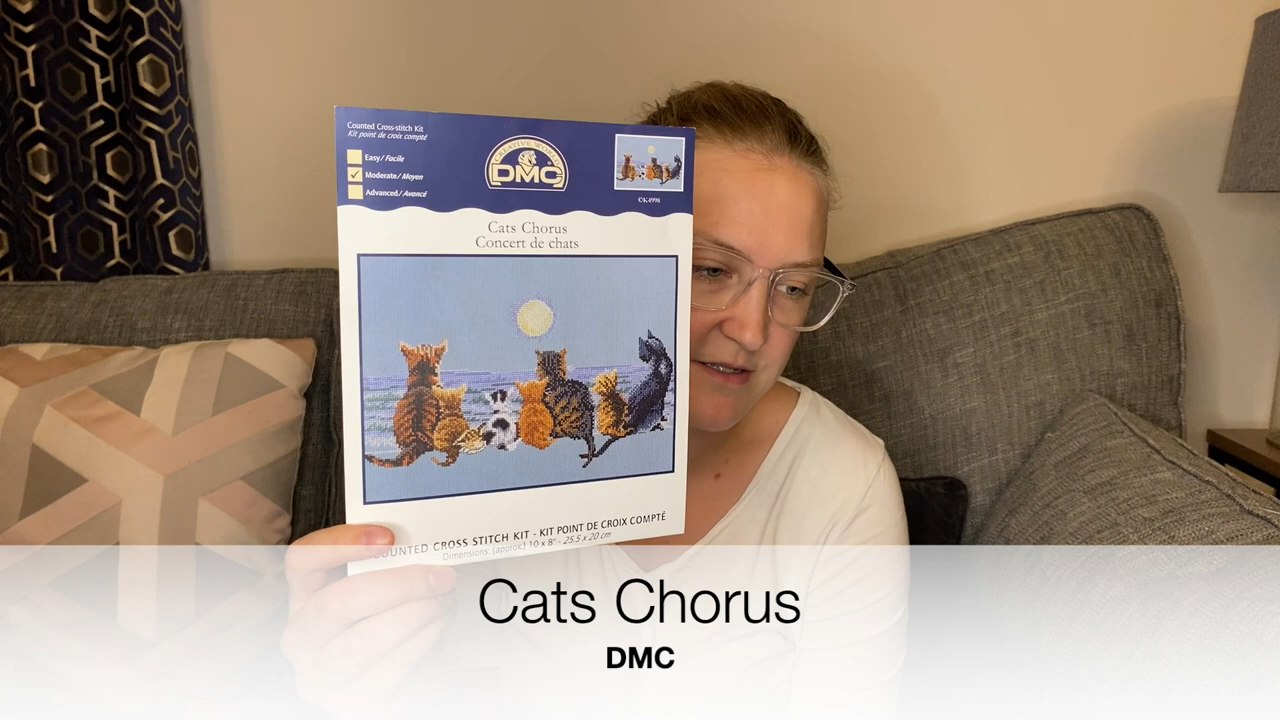 Counted Cross-stitch Kit
Kit point de croix compté
Easy / Facile
Moderate / Moyen
Advanced / Avancé
CREATIVE WORLD
DMC
©K4998
Cats Chorus
Concert de chats
COUNTED CROSS STITCH KIT - KIT POINT DE CROIX COMPTÉ
Dimensions: (approx.) 10 x 8" - 25.5 x 20 cm
Cats Chorus
DMC